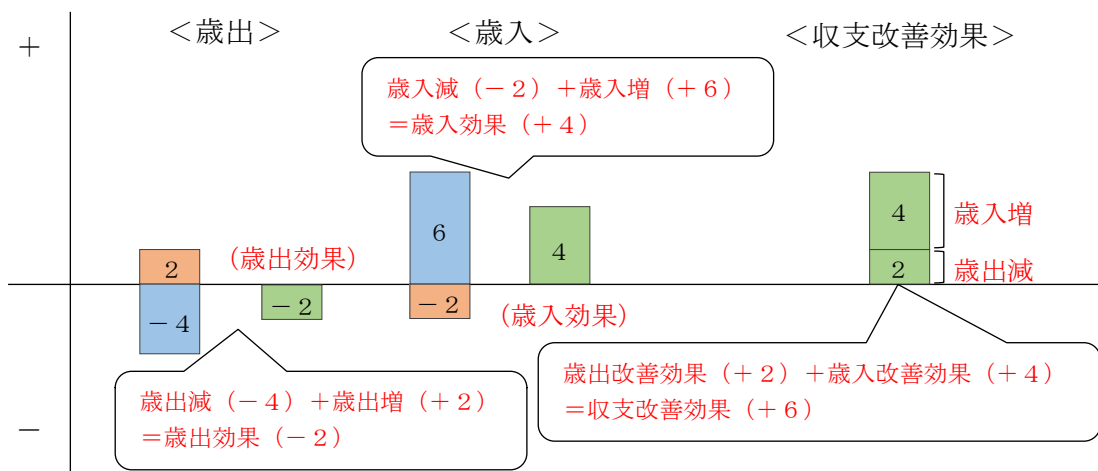 ＜歳出＞
＜歳入＞
＜収支改善効果＞
＋
歳入減（－２）＋歳入増（＋６）
＝歳入効果（＋４）
６
４
４
歳入増
２
（歳出効果）
２
歳出減
－４
－２
－２
（歳入効果）
歳出減（－４）＋歳出増（＋２）
＝歳出効果（－２）
歳出改善効果（＋２）＋歳入改善効果（＋４）
＝収支改善効果（＋６）
－